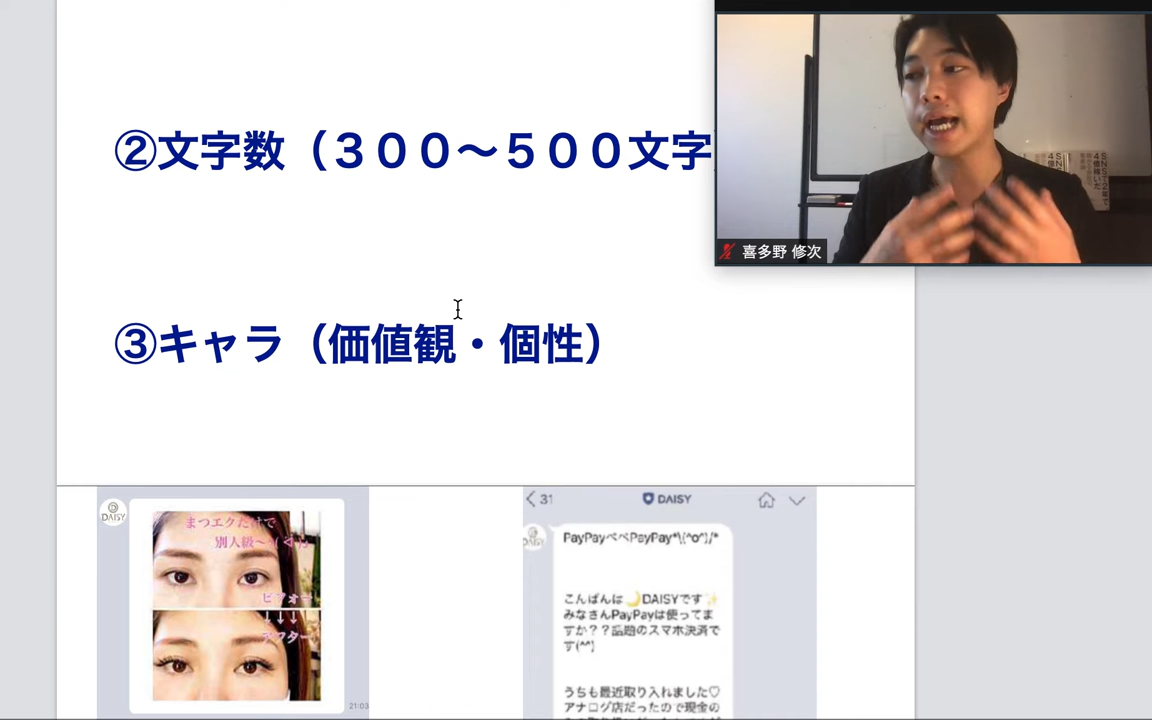 ②文字数（３００〜５００文字
③キャラ（価値観・個性）
喜多野 修次
DAISY
まつエクだけで
別人級〜
ビフォー
↓↓↓
アフター
21:03
31
DAISY
PayPayペペPayPay*\(^o^)/*
こんばんは🌙DAISYです✨
みなさんPayPayは使ってま
すか？？話題のスマホ決済で
す(^^)
うちも最近取り入れました♡
アナログ店だったので現金の